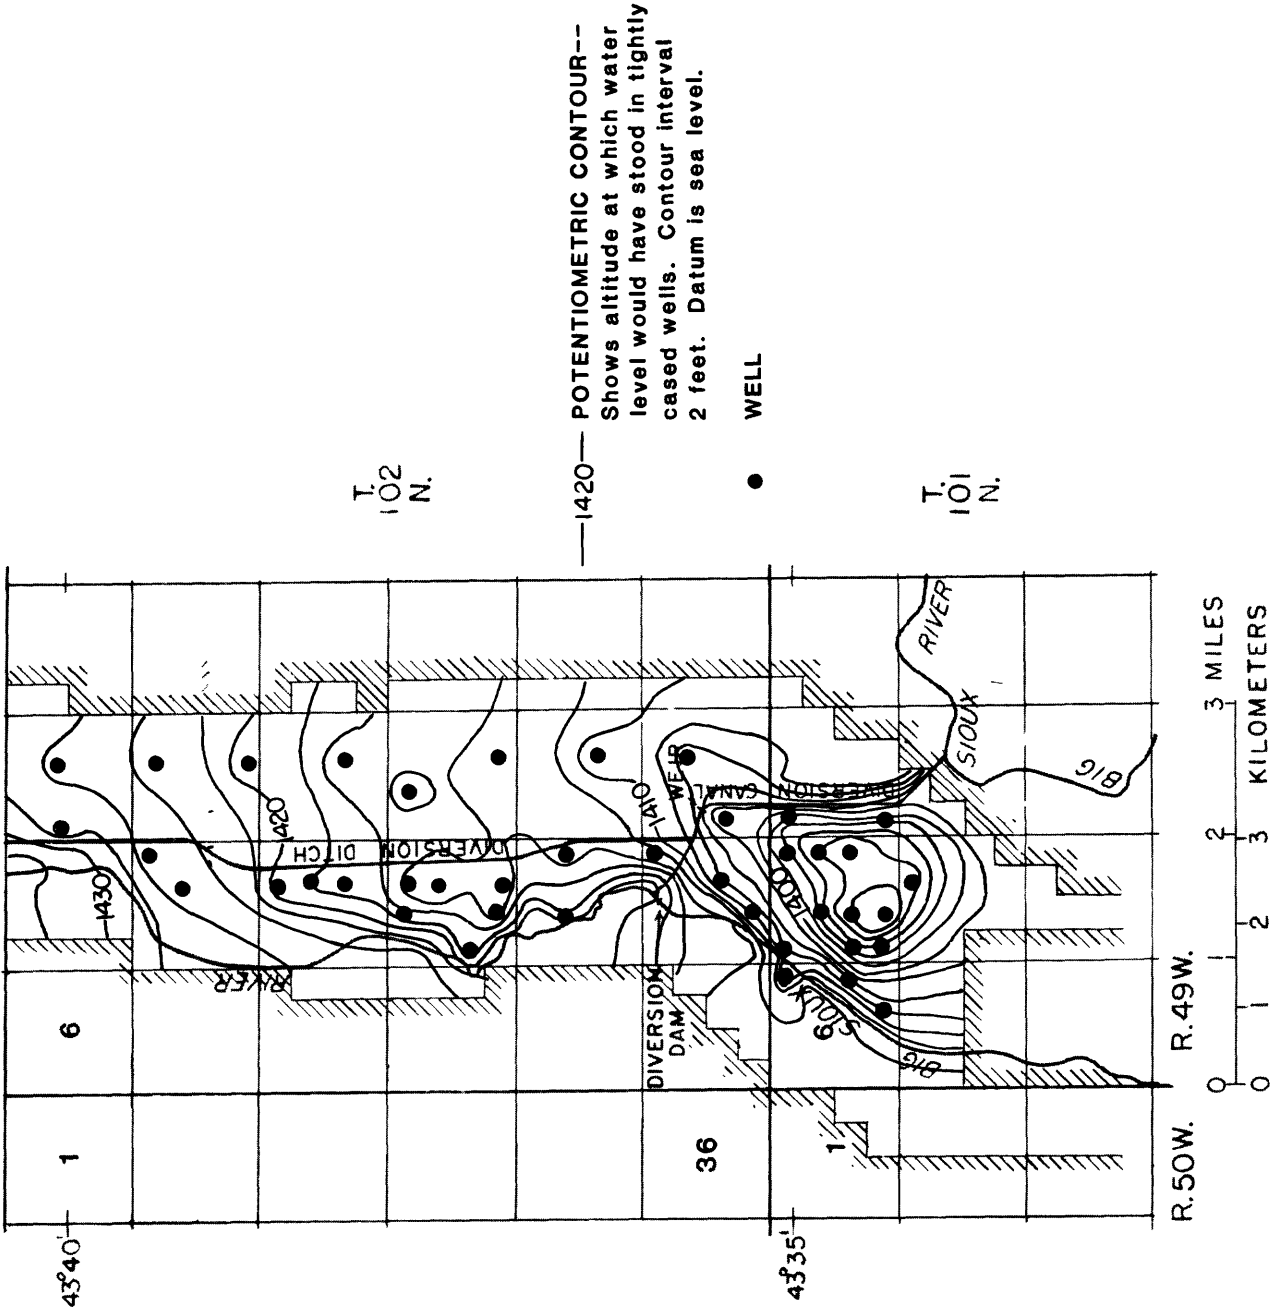 POTENTIOMETRIC CONTOUR--
Shows altitude at which water
level would have stood in tightly
cased wells. Contour interval
2 feet. Datum is sea level.
—1420—
WELL
T.
102
N.
T.
101
N.
43°40'
43°35'
1
6
36
1
6
1430
1420
1410
1400
RIVER
DIVERSION DITCH
DIVERSION
DAM
WEIR
DIVERSION CANAL
BIG
SIOUX
BIG
SIOUX
RIVER
R.50W.
R.49W.
0
1
2
3 MILES
0
1
2
3
KILOMETERS